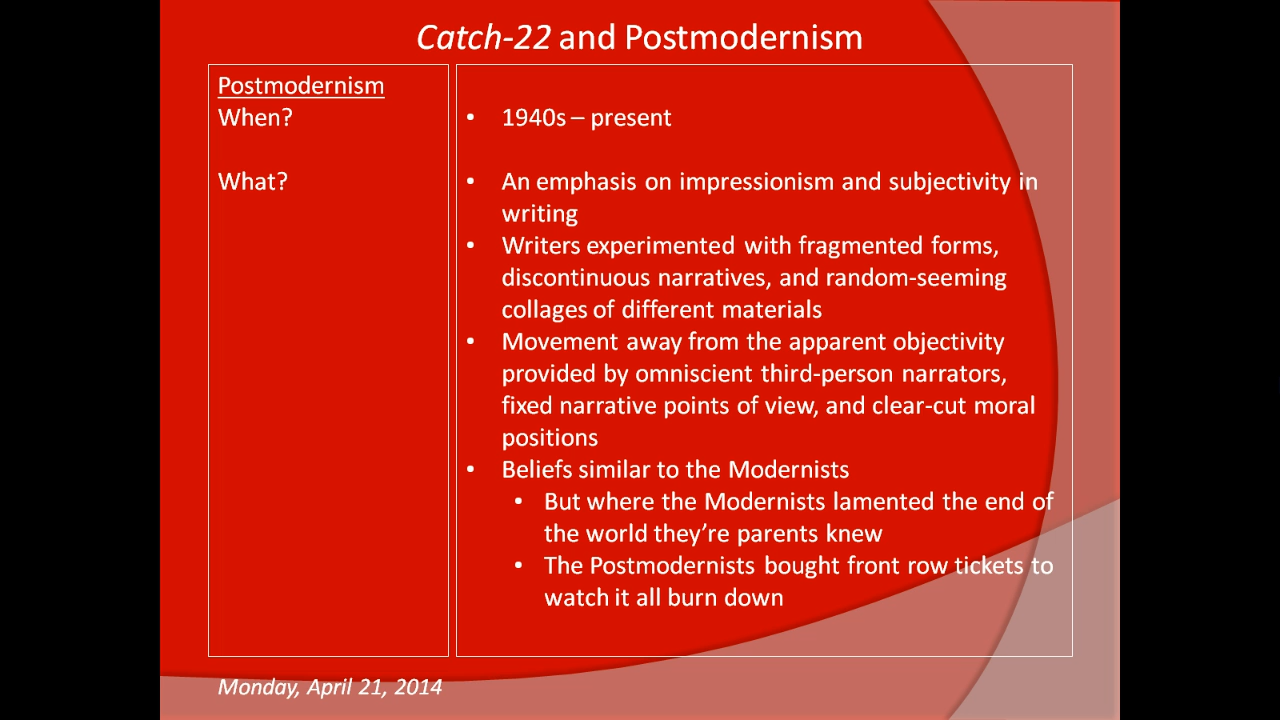 Catch-22 and Postmodernism
Postmodernism
When?
• 1940s – present
What?
• An emphasis on impressionism and subjectivity in
writing
• Writers experimented with fragmented forms,
discontinuous narratives, and random-seeming
collages of different materials
• Movement away from the apparent objectivity
provided by omniscient third-person narrators,
fixed narrative points of view, and clear-cut moral
positions
• Beliefs similar to the Modernists
• But where the Modernists lamented the end of
the world they’re parents knew
• The Postmodernists bought front row tickets to
watch it all burn down
Monday, April 21, 2014